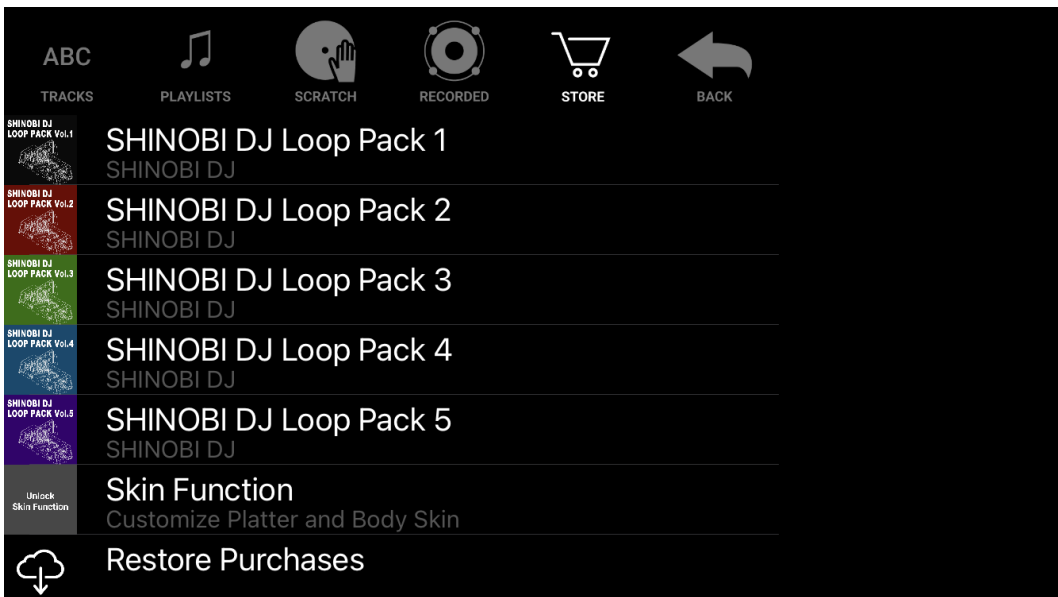 ABC
TRACKS
PLAYLISTS
SCRATCH
RECORDED
STORE
BACK
SHINOBI DJ
LOOP PACK Vol.1
SHINOBI DJ Loop Pack 1
SHINOBI DJ
SHINOBI DJ
LOOP PACK Vol.2
SHINOBI DJ Loop Pack 2
SHINOBI DJ
SHINOBI DJ
LOOP PACK Vol.3
SHINOBI DJ Loop Pack 3
SHINOBI DJ
SHINOBI DJ
LOOP PACK Vol.4
SHINOBI DJ Loop Pack 4
SHINOBI DJ
SHINOBI DJ
LOOP PACK Vol.5
SHINOBI DJ Loop Pack 5
SHINOBI DJ
Unlock
Skin Function
Skin Function
Customize Platter and Body Skin
Restore Purchases